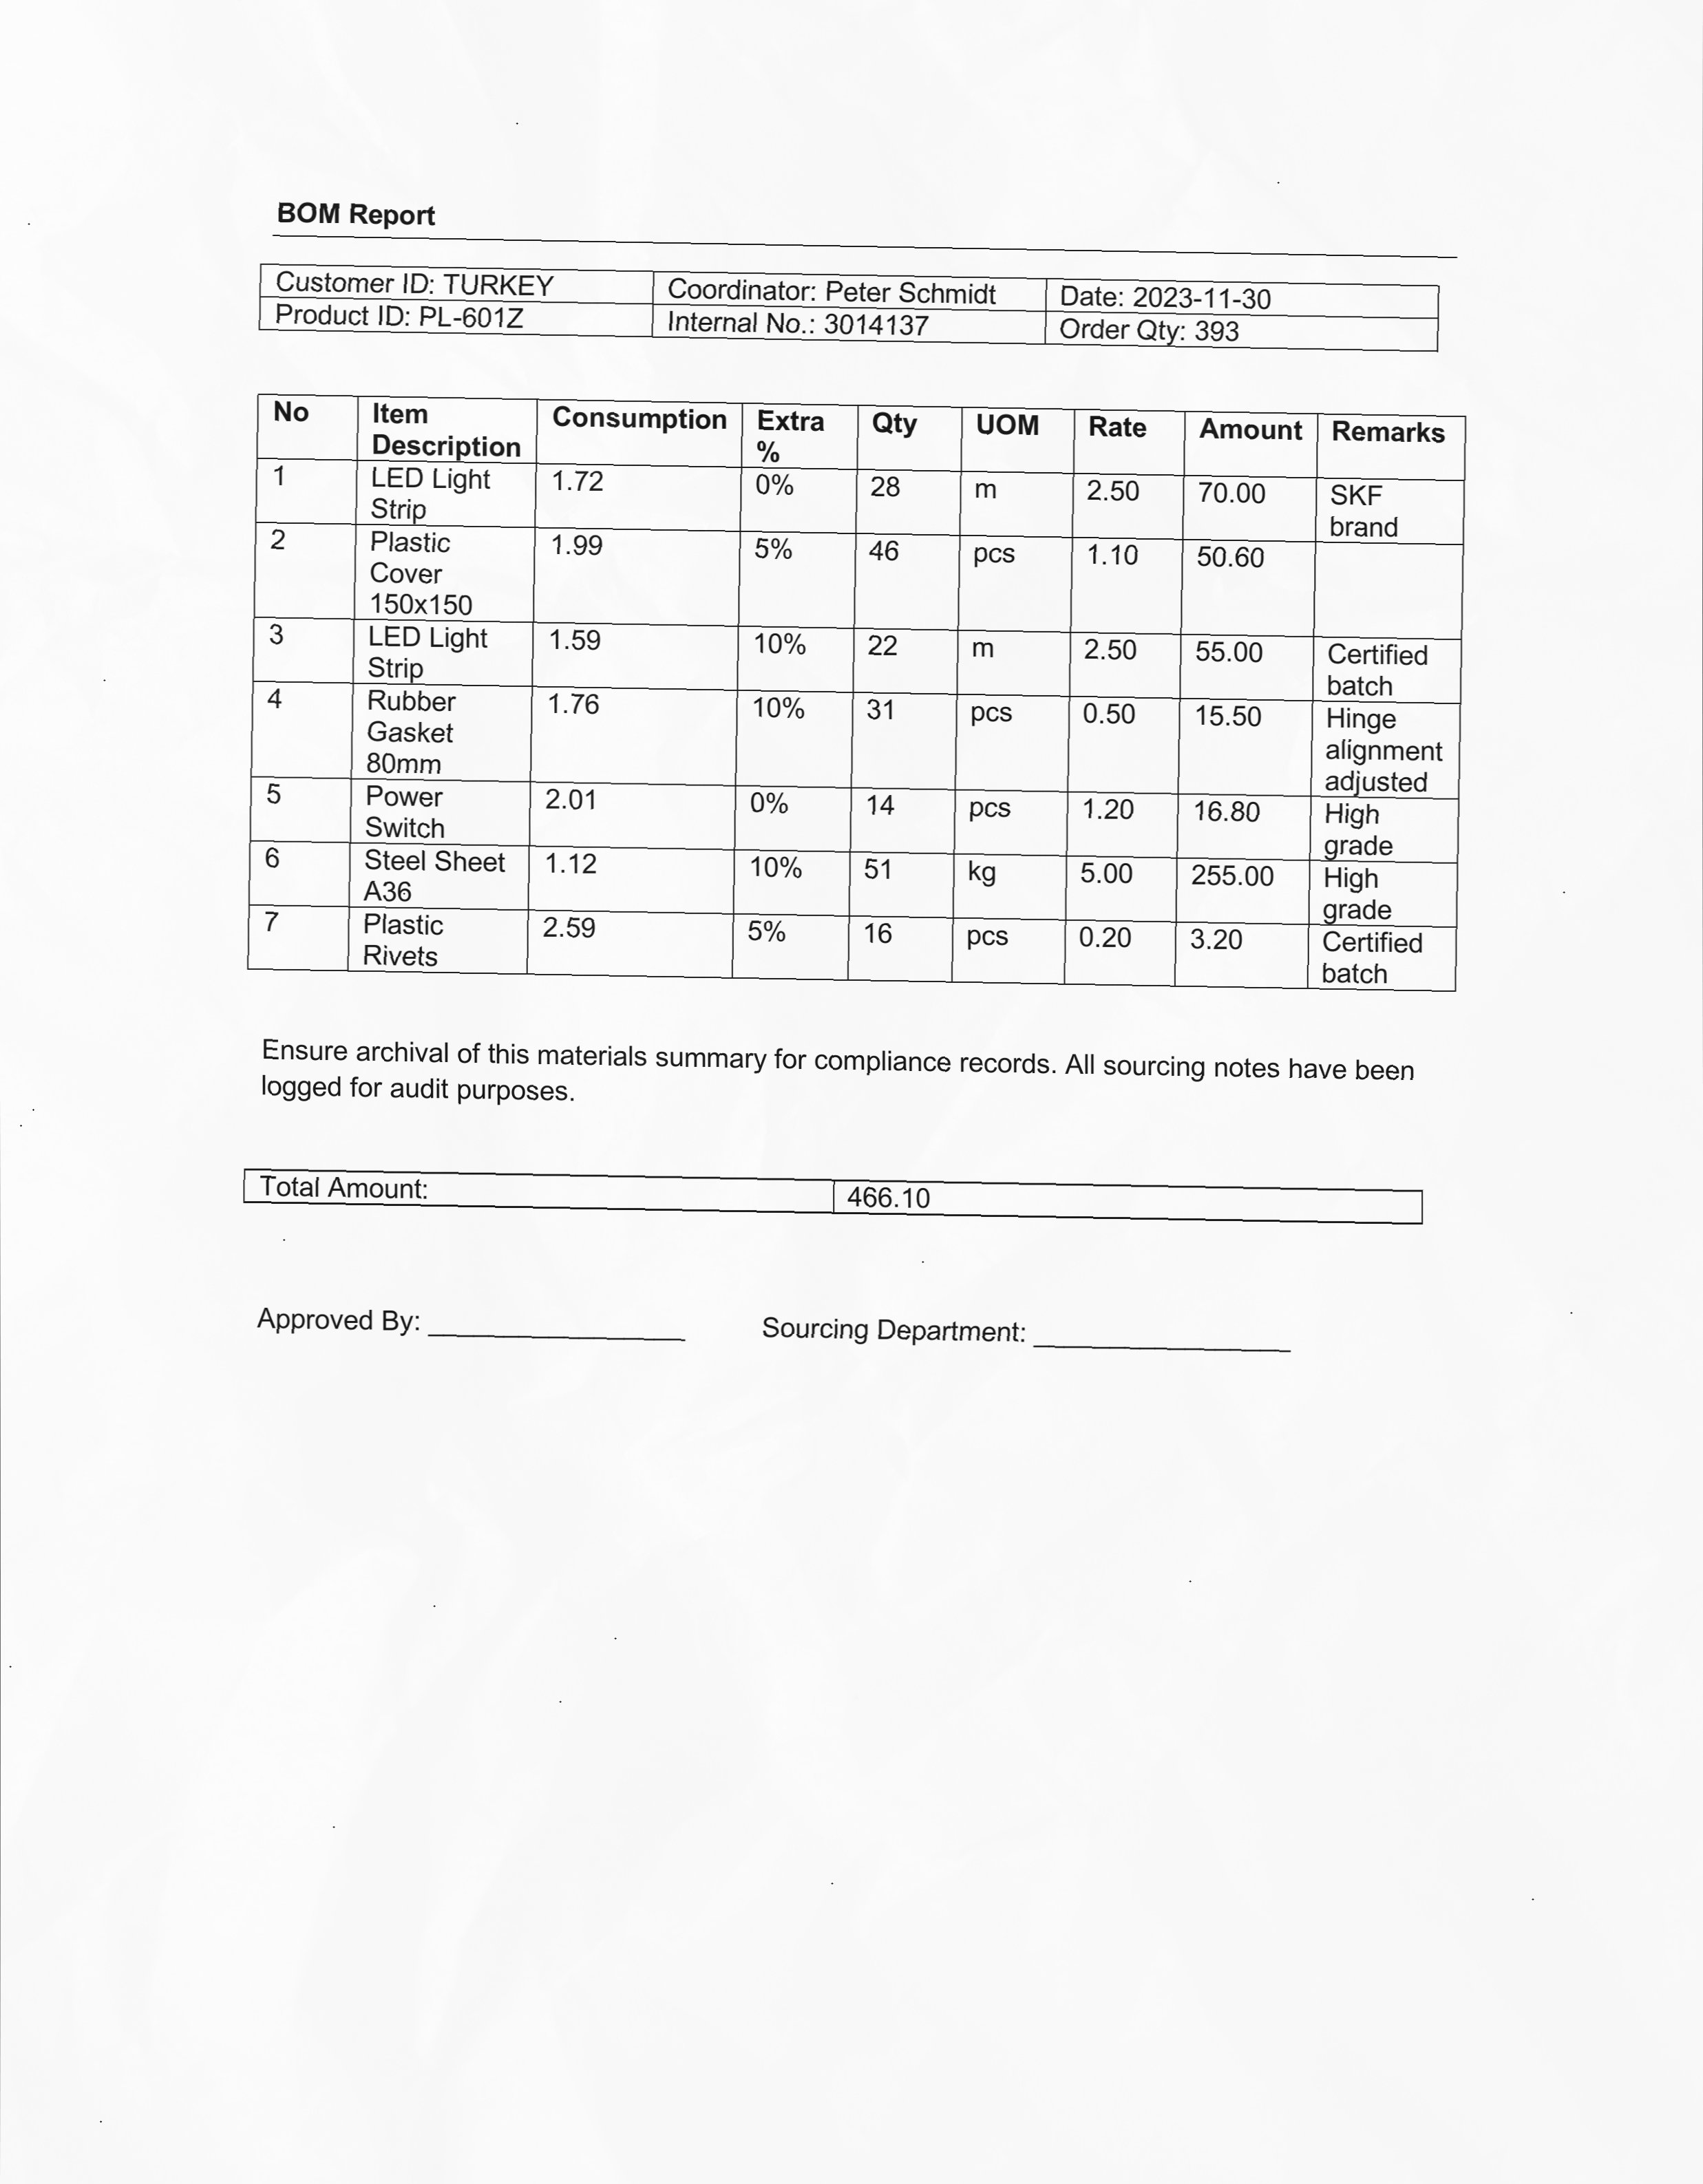 BOM Report
Customer ID: TURKEY Coordinator: Peter Schmidt Date: 2023-11-30
Product ID: PL-601Z Internal No.: 3014137 Order Qty: 393
No Item Description Consumption Extra % Qty UOM Rate Amount Remarks
1 LED Light Strip 1.72 0% 28 m 2.50 70.00 SKF brand
2 Plastic Cover 150x150 1.99 5% 46 pcs 1.10 50.60
3 LED Light Strip 1.59 10% 22 m 2.50 55.00 Certified batch
4 Rubber Gasket 80mm 1.76 10% 31 pcs 0.50 15.50 Hinge alignment adjusted
5 Power Switch 2.01 0% 14 pcs 1.20 16.80 High grade
6 Steel Sheet A36 1.12 10% 51 kg 5.00 255.00 High grade
7 Plastic Rivets 2.59 5% 16 pcs 0.20 3.20 Certified batch
Ensure archival of this materials summary for compliance records. All sourcing notes have been
logged for audit purposes.
Total Amount: 466.10
Approved By: _________________ Sourcing Department: _________________